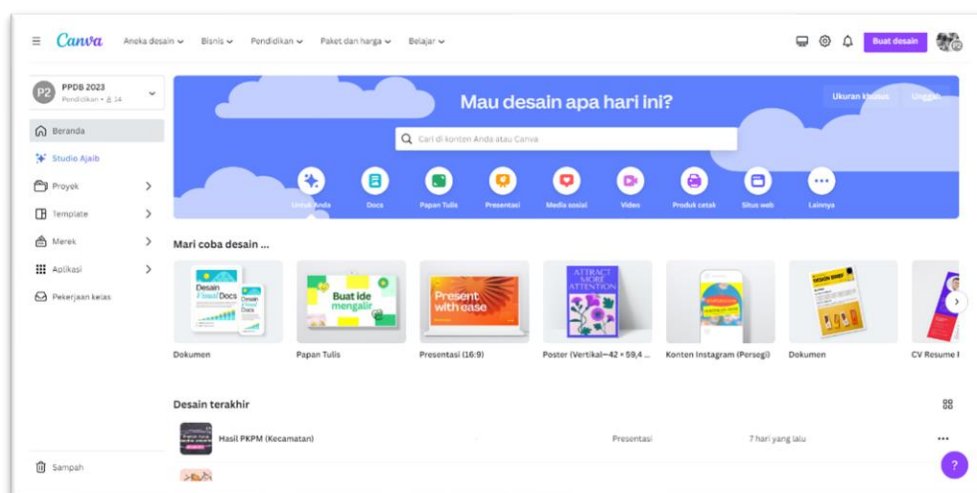 Canva
Aneka desain
Bisnis
Pendidikan
Paket dan harga
Belajar
Buat desain
P2
PPDB 2023
Pendidikan • 14
Beranda
Studio Ajaib
Proyek
Template
Merek
Aplikasi
Pekerjaan kelas
Sampah
Mau desain apa hari ini?
Ukuran khusus
Unggah
Cari di konten Anda atau Canva
Untuk Anda
Docs
Papan Tulis
Presentasi
Media sosial
Video
Produk cetak
Situs web
Lainnya
Mari coba desain ...
Desain
Visual Docs
Buat ide
mengalir
Present
with ease
ATTRACT
MORE
ATTENTION
DESIGN BRIEF
Dokumen
Papan Tulis
Presentasi (16:9)
Poster (Vertikal—42 × 59,4 ...
Konten Instagram (Persegi)
Dokumen
CV Resume
Desain terakhir
Hasil PKPM (Kecamatan)
Presentasi
7 hari yang lalu
?